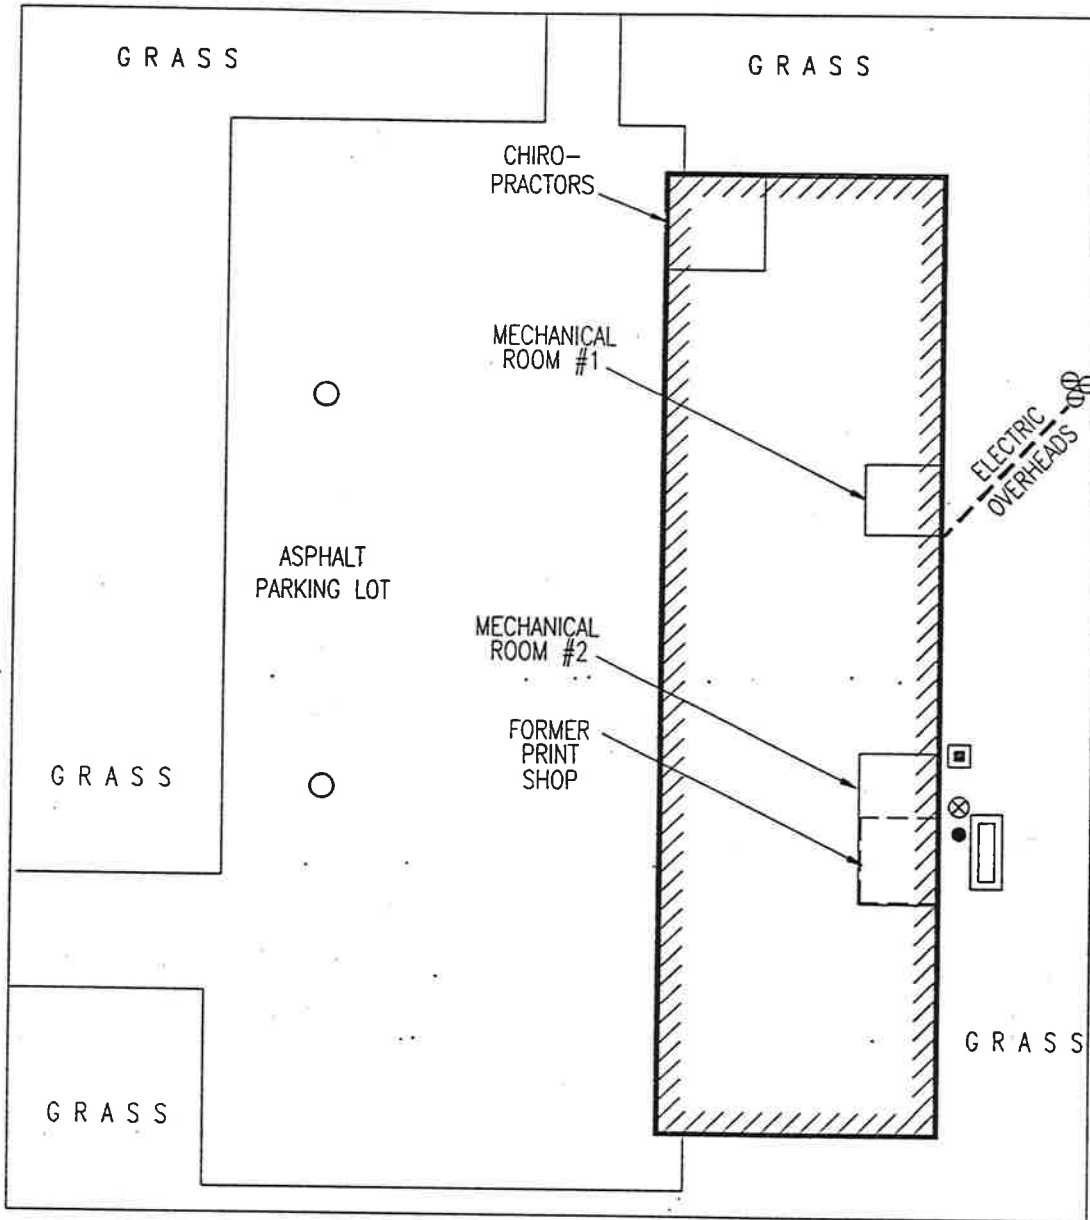 GRASS
GRASS
CHIRO-
PRACTORS
MECHANICAL
ROOM #1
ELECTRIC
OVERHEADS
ASPHALT
PARKING LOT
MECHANICAL
ROOM #2
FORMER
PRINT
SHOP
GRASS
GRASS
GRASS